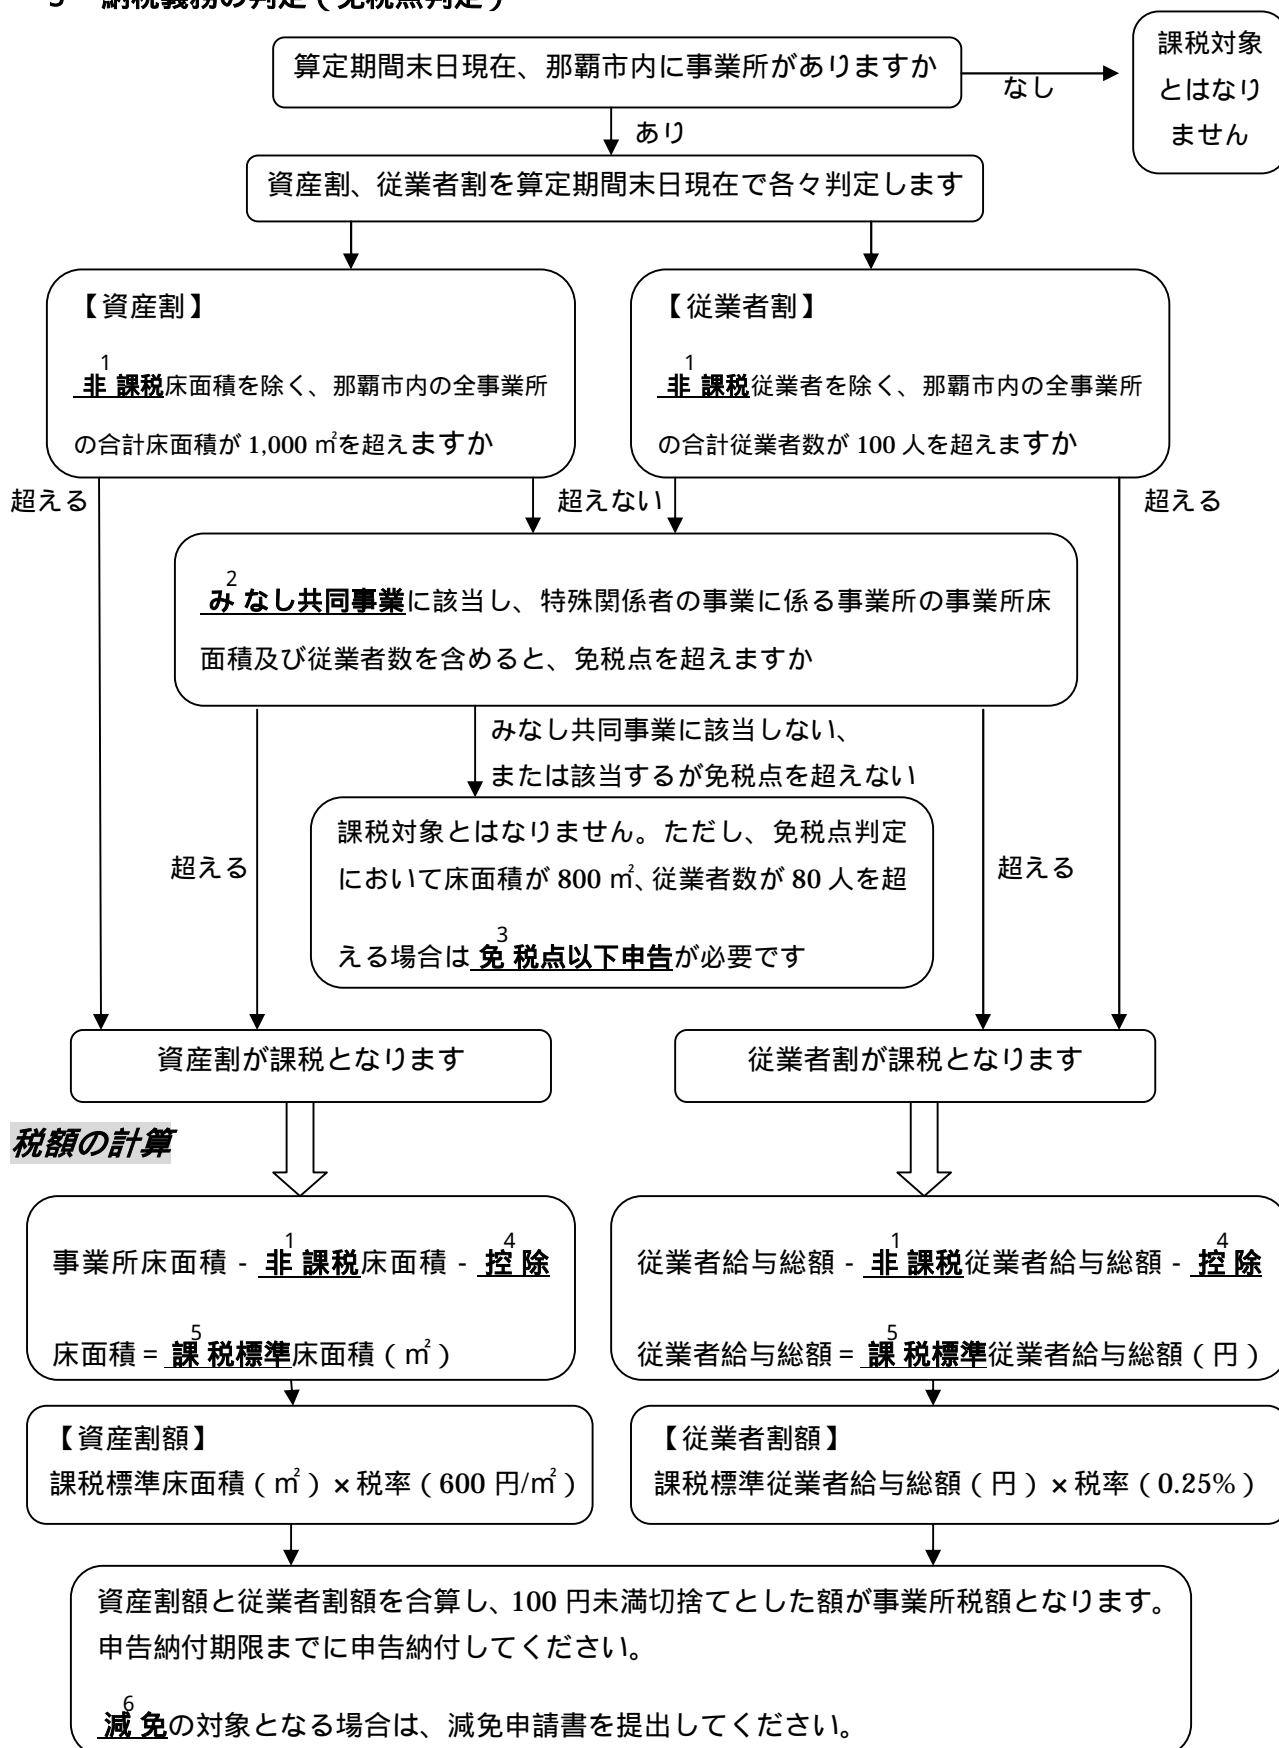 3 納税義務の判定(免税点判定)
算定期間末日現在、那覇市内に事業所がありますか
なし
課税対象
とはなり
ません
あり
資産割、従業者割を算定期間末日現在で各々判定します
【資産割】
1
非課税床面積を除く、那覇市内の全事業所
の合計床面積が 1,000 ㎡を超えますか
【従業者割】
1
非課税従業者を除く、那覇市内の全事業所
の合計従業者数が 100 人を超えますか
超える
超えない
超える
2
みなし共同事業に該当し、特殊関係者の事業に係る事業所の事業所床
面積及び従業者数を含めると、免税点を超えますか
みなし共同事業に該当しない、
または該当するが免税点を超えない
超える
超える
課税対象とはなりません。ただし、免税点判定
において床面積が 800 ㎡、従業者数が 80 人を超
3
える場合は免税点以下申告が必要です
資産割が課税となります
従業者割が課税となります
税額の計算
1 4
事業所床面積 - 非課税床面積 - 控除
5
床面積 = 課税標準床面積(㎡)
1 4
従業者給与総額 - 非課税従業者給与総額 - 控除
5
従業者給与総額 = 課税標準従業者給与総額(円)
【資産割額】
課税標準床面積(㎡)×税率(600 円/㎡)
【従業者割額】
課税標準従業者給与総額(円)×税率(0.25%)
資産割額と従業者割額を合算し、100 円未満切捨てとした額が事業所税額となります。
申告納付期限までに申告納付してください。
6
減免の対象となる場合は、減免申請書を提出してください。